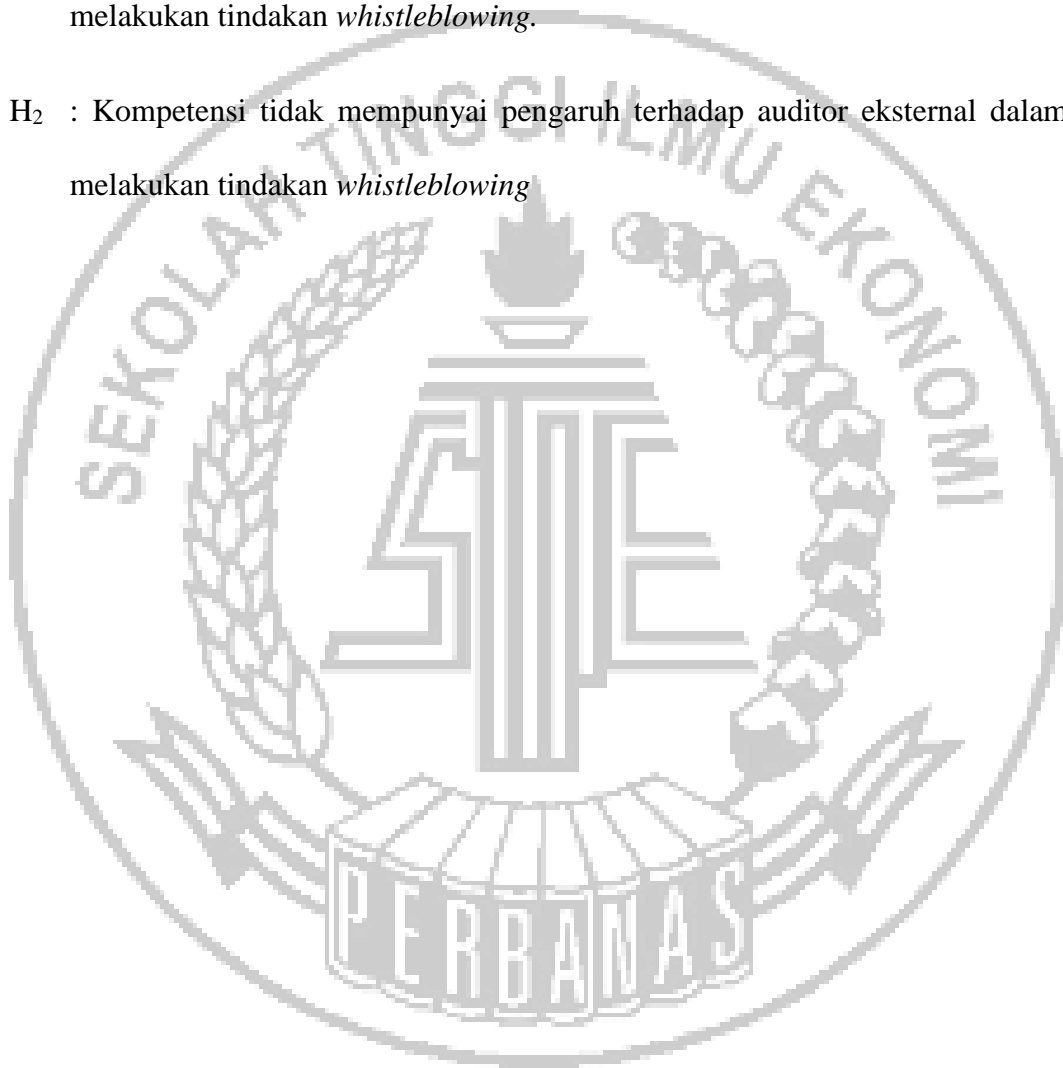 melakukan tindakan whistleblowing.
H₂ : Kompetensi tidak mempunyai pengaruh terhadap auditor eksternal dalam
melakukan tindakan whistleblowing
SEKOLAH TINGGI ILMU EKONOMI
STIE
PERBANAS